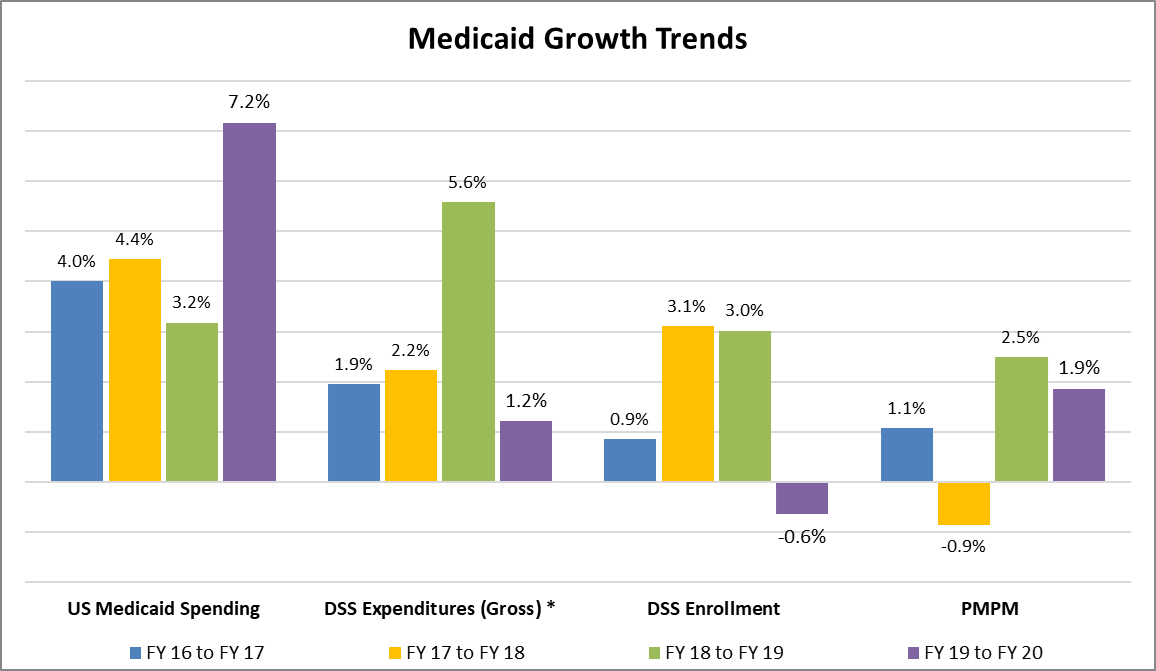 Medicaid Growth Trends
4.0%
4.4%
3.2%
7.2%
1.9%
2.2%
5.6%
1.2%
0.9%
3.1%
3.0%
-0.6%
1.1%
-0.9%
2.5%
1.9%
US Medicaid Spending
DSS Expenditures (Gross) *
DSS Enrollment
PMPM
FY 16 to FY 17
FY 17 to FY 18
FY 18 to FY 19
FY 19 to FY 20